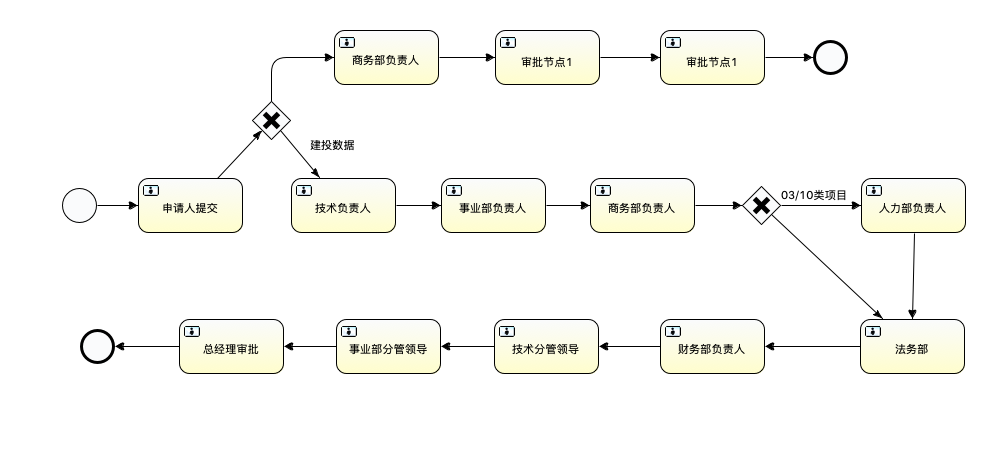 商务部负责人
审批节点1
审批节点1
建投数据
申请人提交
技术负责人
事业部负责人
商务部负责人
03/10类项目
人力部负责人
总经理审批
事业部分管领导
技术分管领导
财务部负责人
法务部